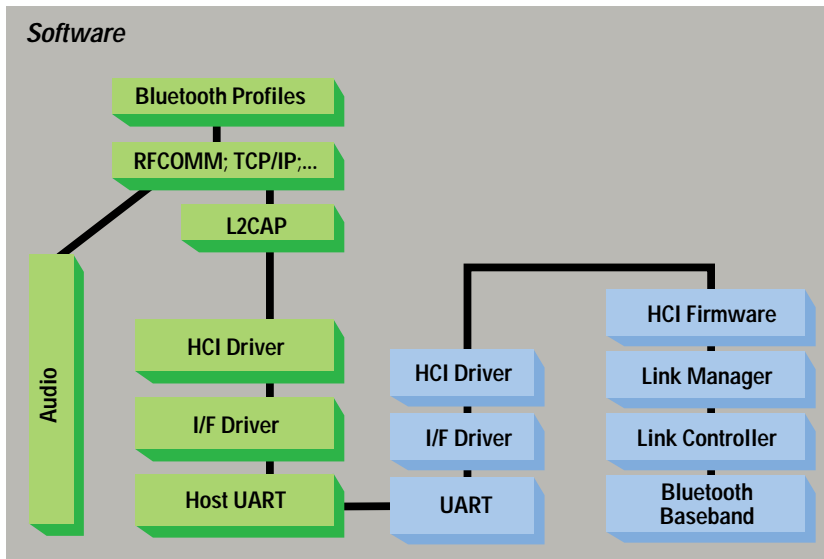 Software
Bluetooth Profiles
RFCOMM; TCP/IP;...
L2CAP
Audio
HCI Driver
I/F Driver
Host UART
HCI Driver
I/F Driver
UART
HCI Firmware
Link Manager
Link Controller
Bluetooth
Baseband